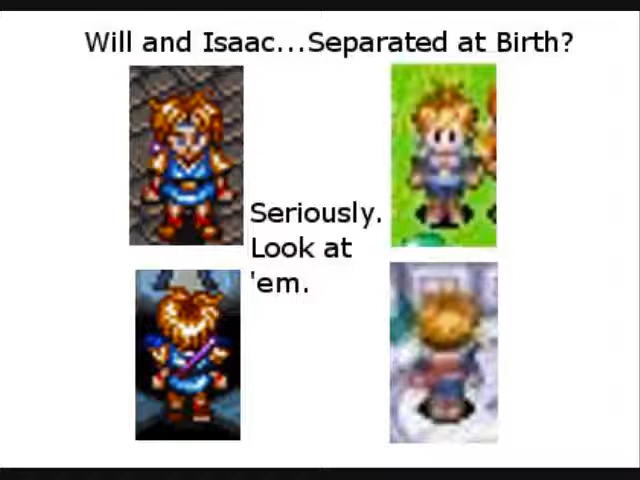 Will and Isaac...Separated at Birth?
Seriously.
Look at
'em.